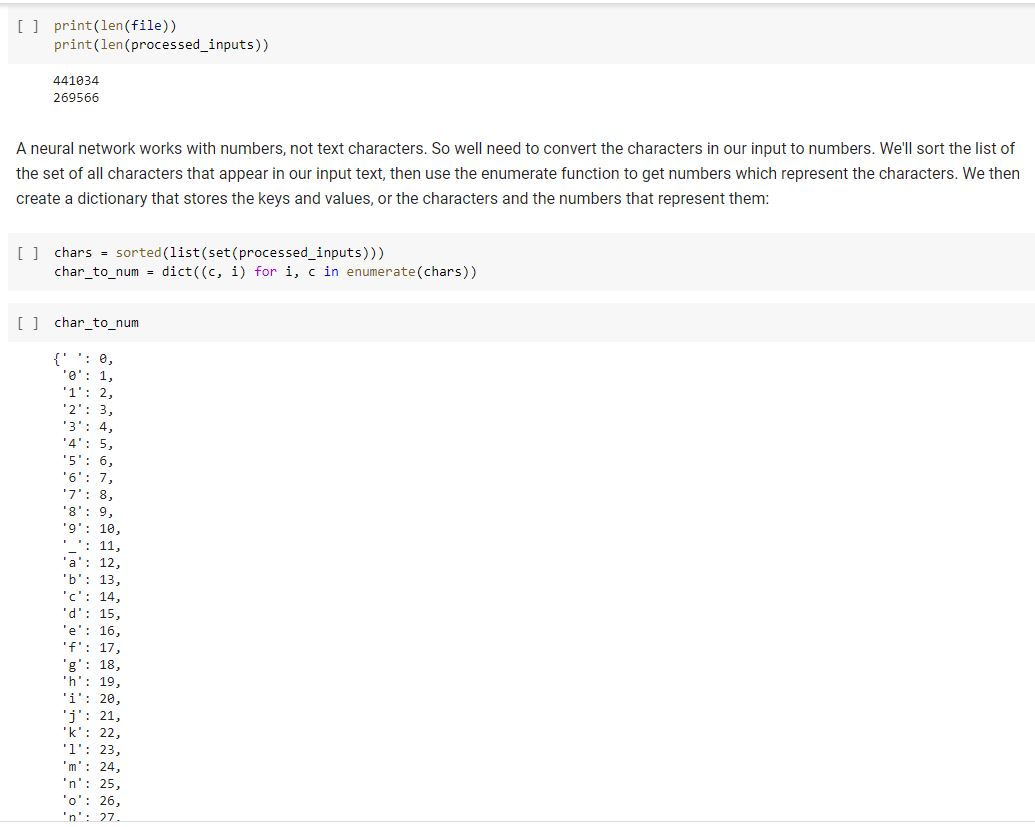 [ ] print(len(file))
print(len(processed_inputs))
441034
269566
A neural network works with numbers, not text characters. So well need to convert the characters in our input to numbers. We'll sort the list of
the set of all characters that appear in our input text, then use the enumerate function to get numbers which represent the characters. We then
create a dictionary that stores the keys and values, or the characters and the numbers that represent them:
[ ] chars = sorted(list(set(processed_inputs)))
char_to_num = dict((c, i) for i, c in enumerate(chars))
[ ] char_to_num
{' ': 0,
'0': 1,
'1': 2,
'2': 3,
'3': 4,
'4': 5,
'5': 6,
'6': 7,
'7': 8,
'8': 9,
'9': 10,
'_': 11,
'a': 12,
'b': 13,
'c': 14,
'd': 15,
'e': 16,
'f': 17,
'g': 18,
'h': 19,
'i': 20,
'j': 21,
'k': 22,
'l': 23,
'm': 24,
'n': 25,
'o': 26,
'p': 27,